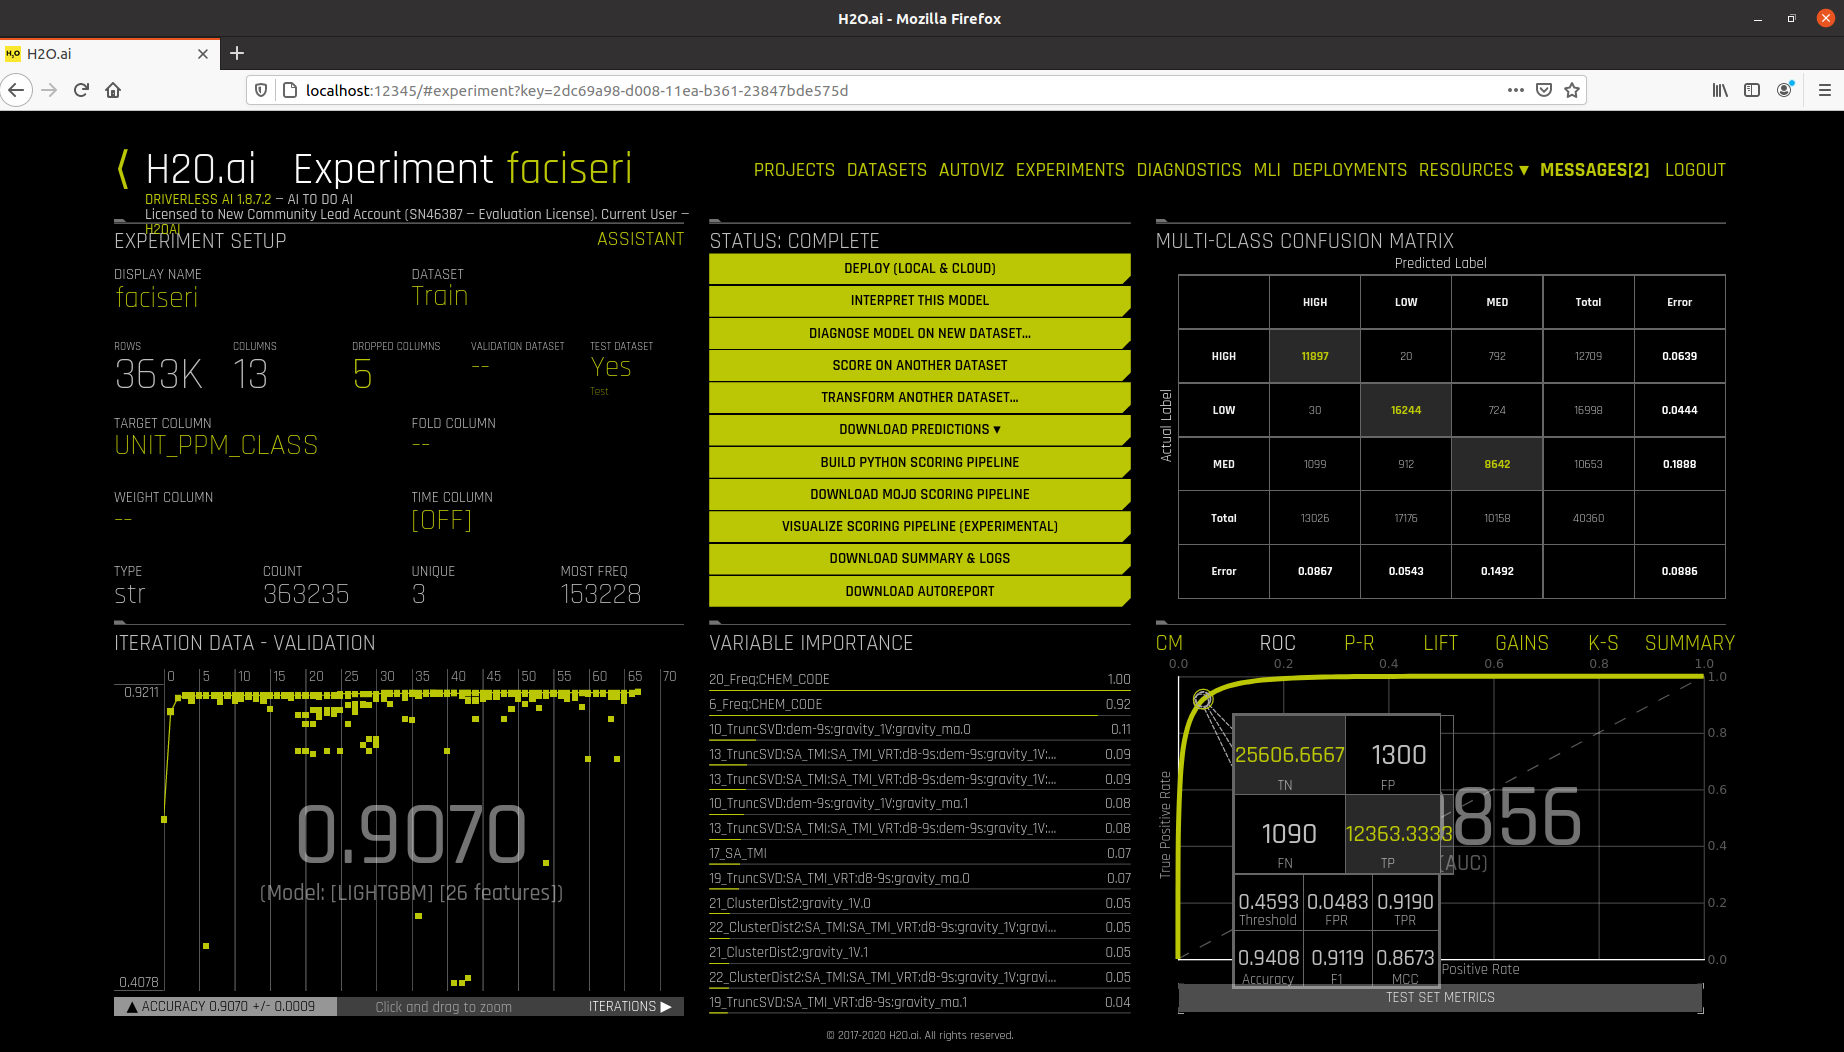 H2O.ai - Mozilla Firefox
H2O.ai
localhost:12345/#experiment?key=2dc69a98-d008-11ea-b361-23847bde575d
H2O.ai Experiment faciseri
PROJECTS DATASETS AUTOVIZ EXPERIMENTS DIAGNOSTICS MLI DEPLOYMENTS RESOURCES ▾ MESSAGES[2] LOGOUT
DRIVERLESS AI 1.8.7.2 — AI TO DO AI
Licensed to New Community Lead Account (SN46387 — Evaluation License). Current User —
H2OAI
EXPERIMENT SETUP
ASSISTANT
DISPLAY NAME DATASET
faciseri Train
ROWS COLUMNS DROPPED COLUMNS VALIDATION DATASET TEST DATASET
363K 13 5 -- Yes
Test
TARGET COLUMN FOLD COLUMN
UNIT_PPM_CLASS --
WEIGHT COLUMN TIME COLUMN
-- [OFF]
TYPE COUNT UNIQUE MOST FREQ
str 363235 3 153228
STATUS: COMPLETE
DEPLOY (LOCAL & CLOUD)
INTERPRET THIS MODEL
DIAGNOSE MODEL ON NEW DATASET...
SCORE ON ANOTHER DATASET
TRANSFORM ANOTHER DATASET...
DOWNLOAD PREDICTIONS ▾
BUILD PYTHON SCORING PIPELINE
DOWNLOAD MOJO SCORING PIPELINE
VISUALIZE SCORING PIPELINE (EXPERIMENTAL)
DOWNLOAD SUMMARY & LOGS
DOWNLOAD AUTOREPORT
MULTI-CLASS CONFUSION MATRIX
Predicted Label
Actual Label
HIGH LOW MED Total Error
HIGH 11897 20 792 12709 0.0639
LOW 30 16244 724 16998 0.0444
MED 1099 912 8642 10653 0.1888
Total 13026 17176 10158 40360
Error 0.0867 0.0543 0.1492 0.0886
ITERATION DATA - VALIDATION
0 5 10 15 20 25 30 35 40 45 50 55 60 65 70
0.9211
0.9070
(Model: [LIGHTGBM] [26 features])
0.4078
▲ ACCURACY 0.9070 +/- 0.0009 Click and drag to zoom ITERATIONS ▶
VARIABLE IMPORTANCE
20_Freq:CHEM_CODE 1.00
6_Freq:CHEM_CODE 0.92
10_TruncSVD:dem-9s:gravity_1V:gravity_ma.0 0.11
13_TruncSVD:SA_TMI:SA_TMI_VRT:d8-9s:dem-9s:gravity_1V:... 0.09
13_TruncSVD:SA_TMI:SA_TMI_VRT:d8-9s:dem-9s:gravity_1V:... 0.09
10_TruncSVD:dem-9s:gravity_1V:gravity_ma.1 0.08
13_TruncSVD:SA_TMI:SA_TMI_VRT:d8-9s:dem-9s:gravity_1V:... 0.08
17_SA_TMI 0.07
19_TruncSVD:SA_TMI_VRT:d8-9s:gravity_ma.0 0.07
21_ClusterDist2:gravity_1V.0 0.05
22_ClusterDist2:SA_TMI:SA_TMI_VRT:d8-9s:gravity_1V:gravi... 0.05
21_ClusterDist2:gravity_1V.1 0.05
22_ClusterDist2:SA_TMI:SA_TMI_VRT:d8-9s:gravity_1V:gravi... 0.05
19_TruncSVD:SA_TMI_VRT:d8-9s:gravity_ma.1 0.04
CM ROC P-R LIFT GAINS K-S SUMMARY
0.0 0.2 0.4 0.6 0.8 1.0
1.0
0.8
0.6
0.4
0.2
0.0
True Positive Rate
25606.6667 1300
TN FP
1090 12363.3333
FN TP
0.4593 0.0483 0.9190
Threshold FPR TPR
0.9408 0.9119 0.8673
Accuracy F1 MCC
856
(AUC)
Positive Rate
TEST SET METRICS
© 2017-2020 H2O.ai. All rights reserved.